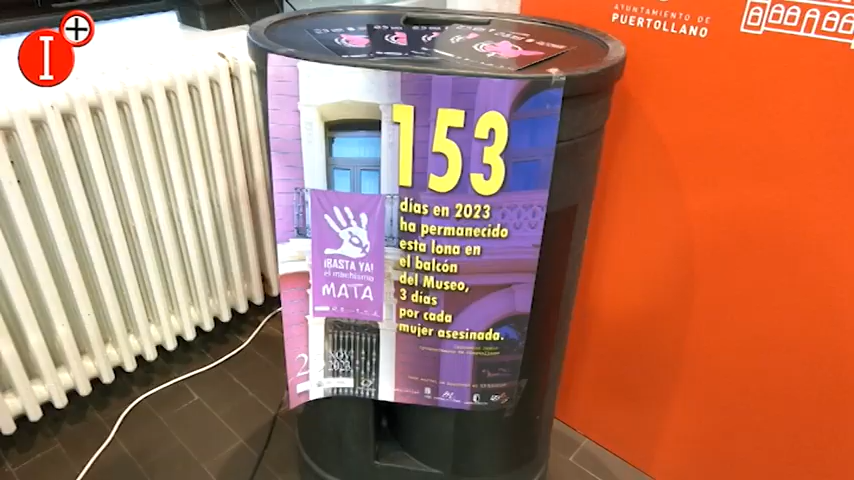 I
AYUNTAMIENTO DE
PUERTOLLANO
153
días en 2023
ha permanecido
esta lona en
el balcón
del Museo,
3 días
por cada
mujer asesinada.
¡BASTA YA!
el machismo
MATA
NOV
2023